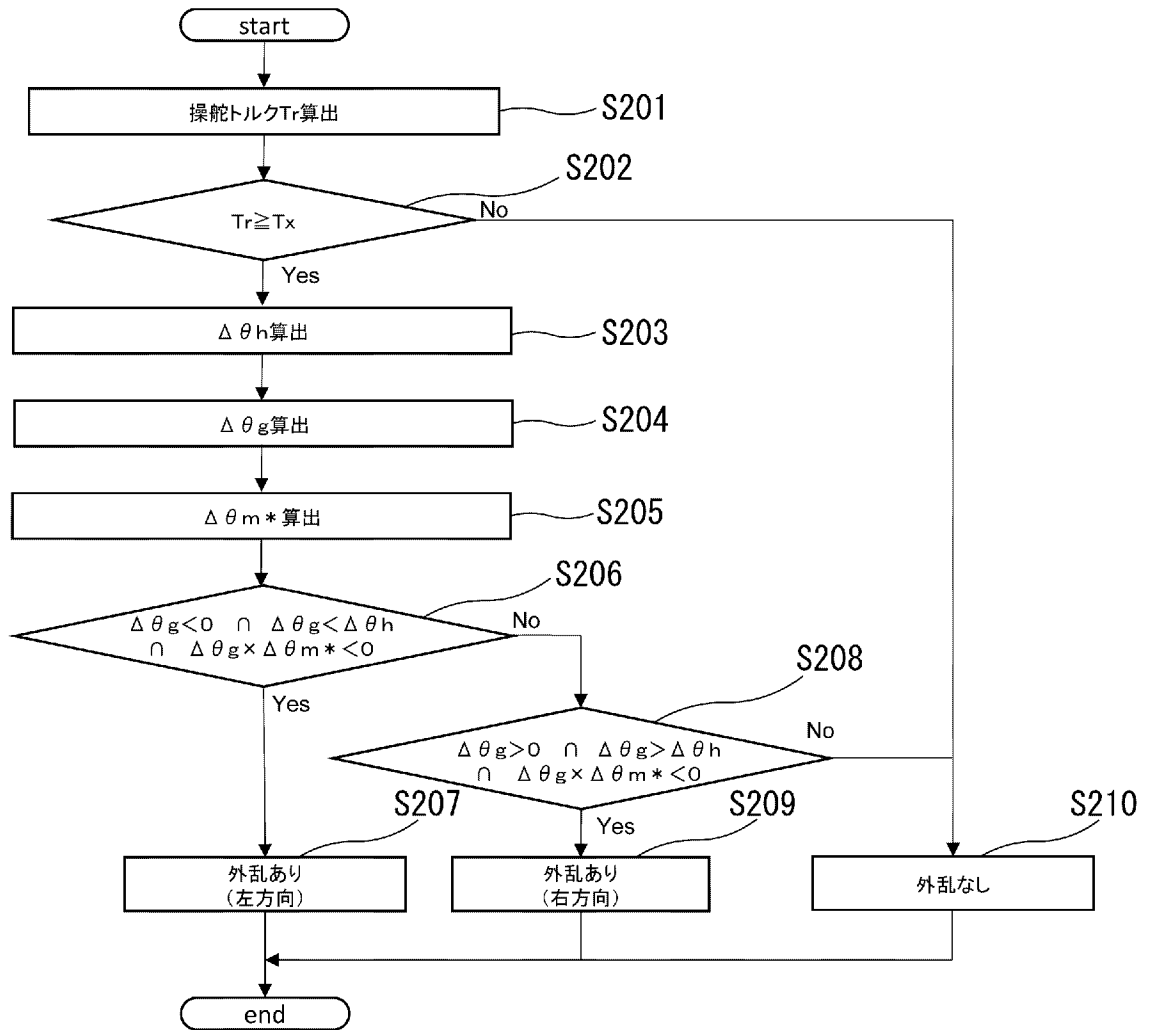 start
操舵トルクTr算出
S201
S202
Tr≧Tx
No
Yes
Δθh算出
S203
Δθg算出
S204
Δθm*算出
S205
S206
Δθg<0 ∩ Δθg<Δθh
∩ Δθg×Δθm*<0
No
Yes
S208
Δθg>0 ∩ Δθg>Δθh
∩ Δθg×Δθm*<0
No
Yes
S207
外乱あり
(左方向)
S209
外乱あり
(右方向)
S210
外乱なし
end